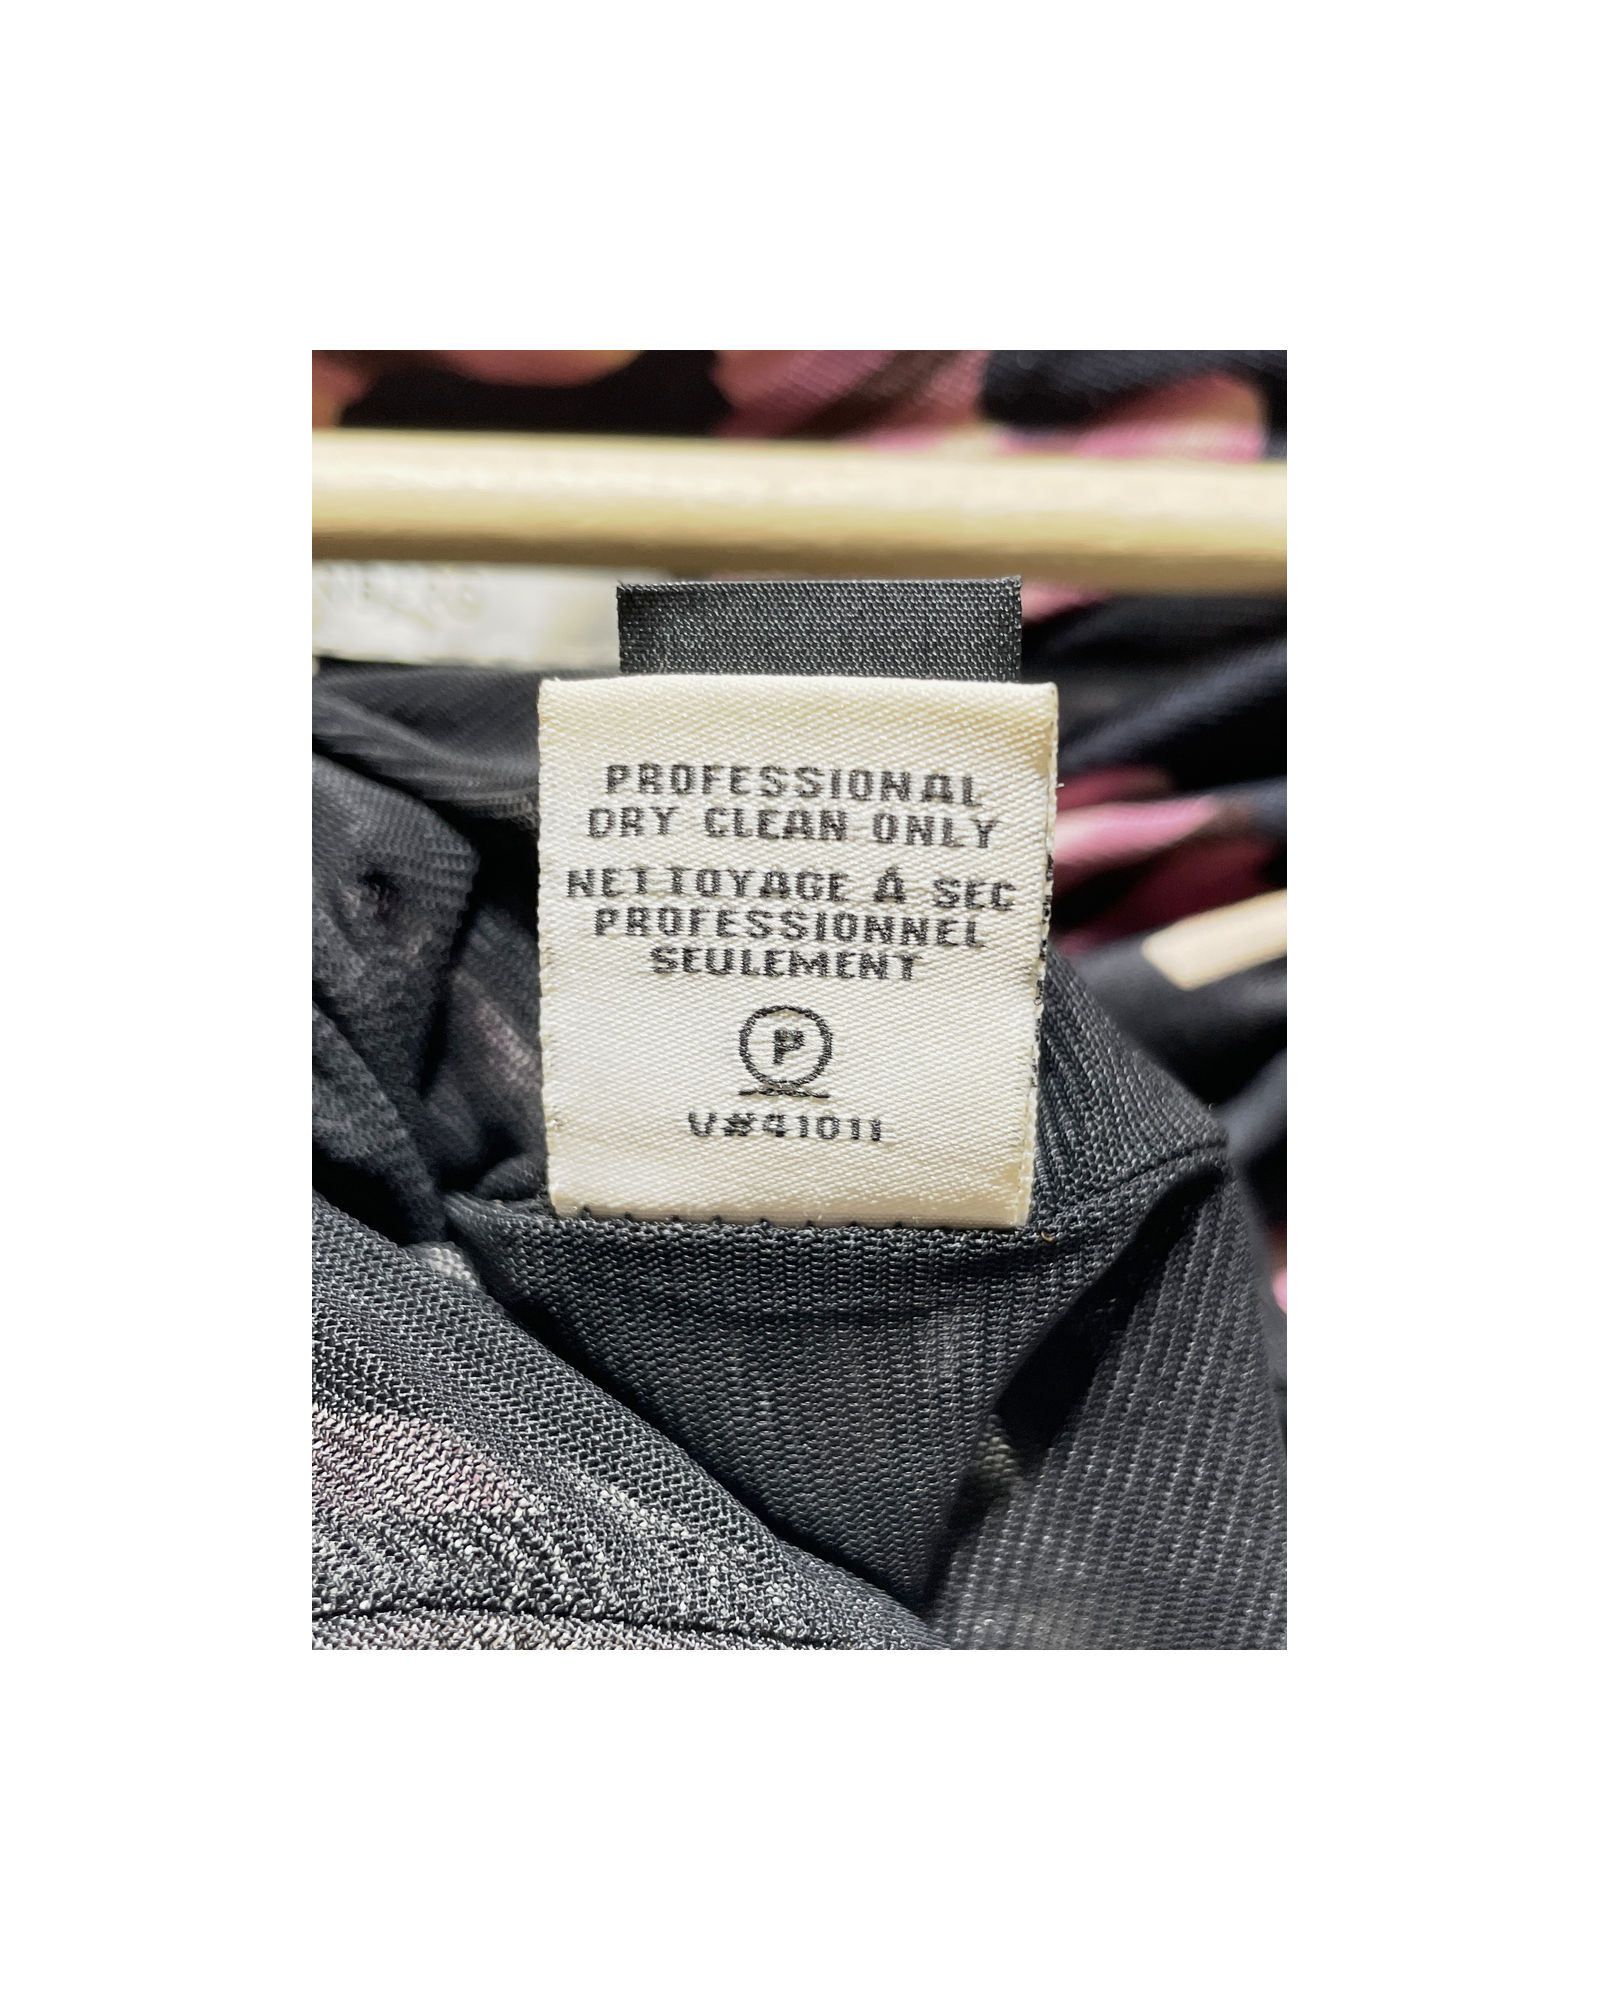 PROFESSIONAL
DRY CLEAN ONLY
NETTOYAGE À SEC
PROFESSIONNEL
SEULEMENT
P
V#41011